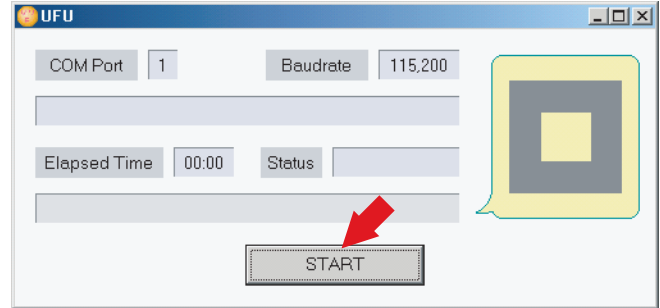 UFU
COM Port 1 Baudrate 115,200
Elapsed Time 00:00 Status
START